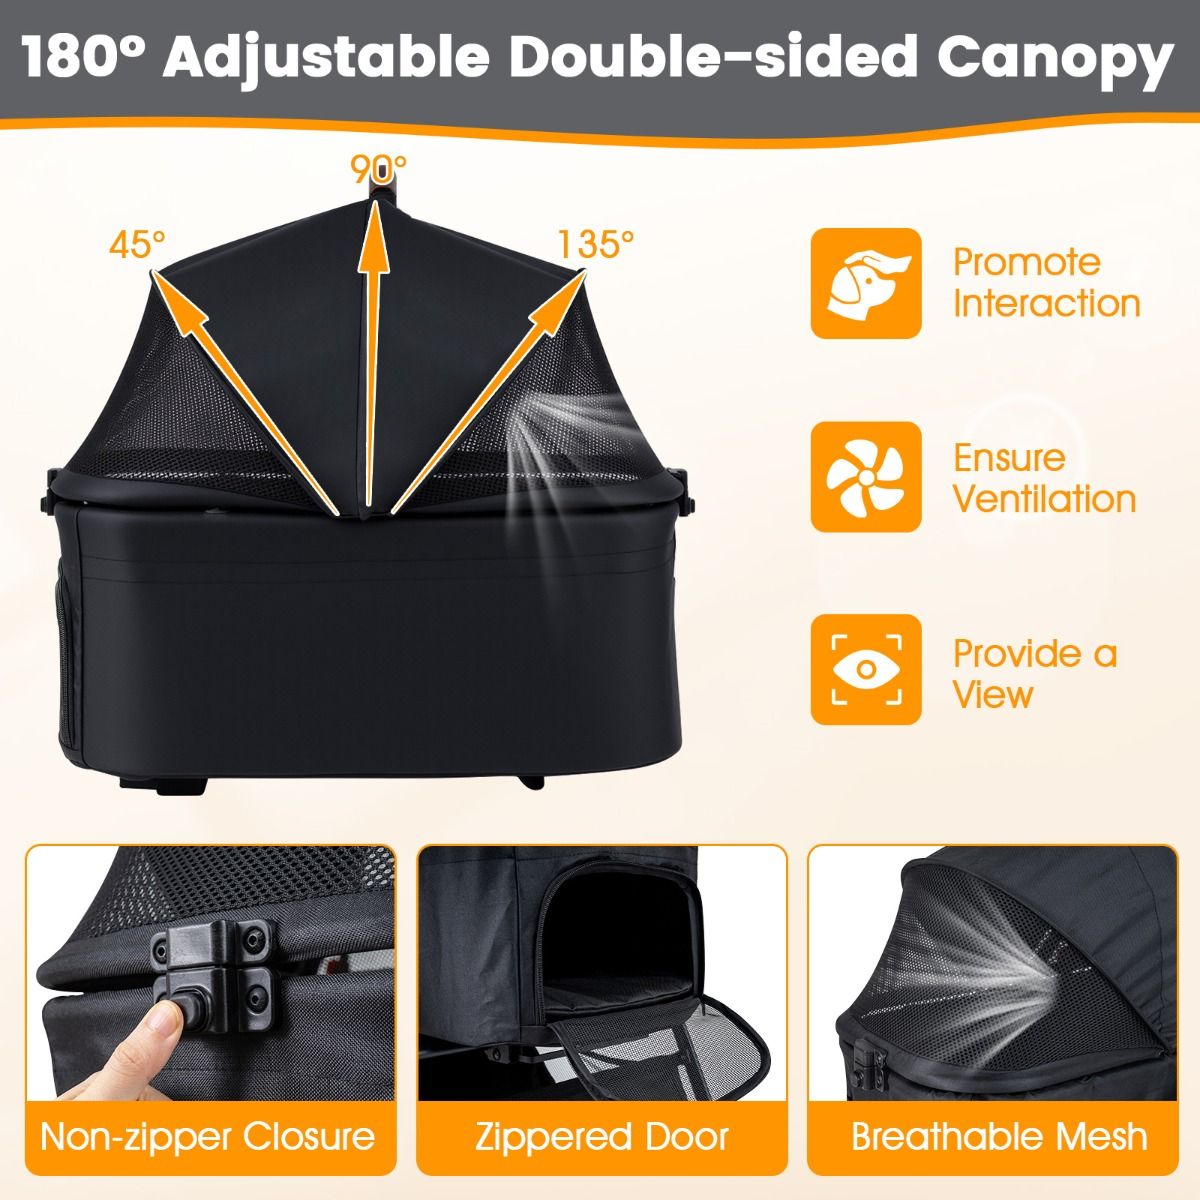 180° Adjustable Double-sided Canopy
90°
45°
135°
Promote
Interaction
Ensure
Ventilation
Provide a
View
Non-zipper Closure
Zippered Door
Breathable Mesh